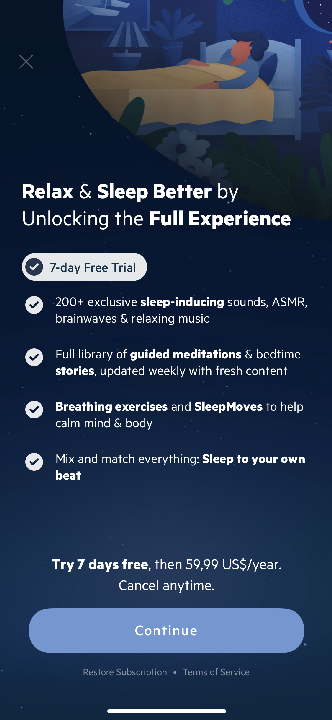 Relax & Sleep Better by
Unlocking the Full Experience
7-day Free Trial
200+ exclusive sleep-inducing sounds, ASMR,
brainwaves & relaxing music
Full library of guided meditations & bedtime
stories, updated weekly with fresh content
Breathing exercises and SleepMoves to help
calm mind & body
Mix and match everything: Sleep to your own
beat
Try 7 days free, then 59,99 US$/year.
Cancel anytime.
Continue
Restore Subscription • Terms of Service